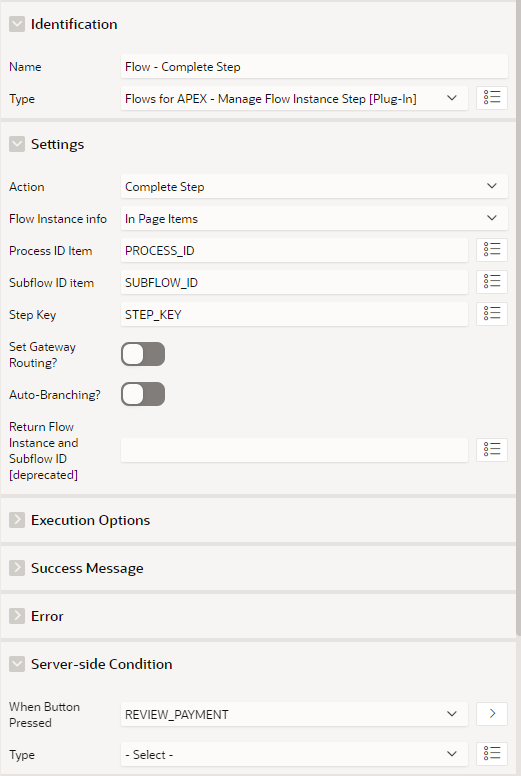 Identification
Name Flow - Complete Step
Type Flows for APEX - Manage Flow Instance Step [Plug-In]
Settings
Action Complete Step
Flow Instance info In Page Items
Process ID Item PROCESS_ID
Subflow ID item SUBFLOW_ID
Step Key STEP_KEY
Set Gateway
Routing?
Auto-Branching?
Return Flow
Instance and
Subflow ID
[deprecated]
Execution Options
Success Message
Error
Server-side Condition
When Button
Pressed
REVIEW_PAYMENT
Type - Select -